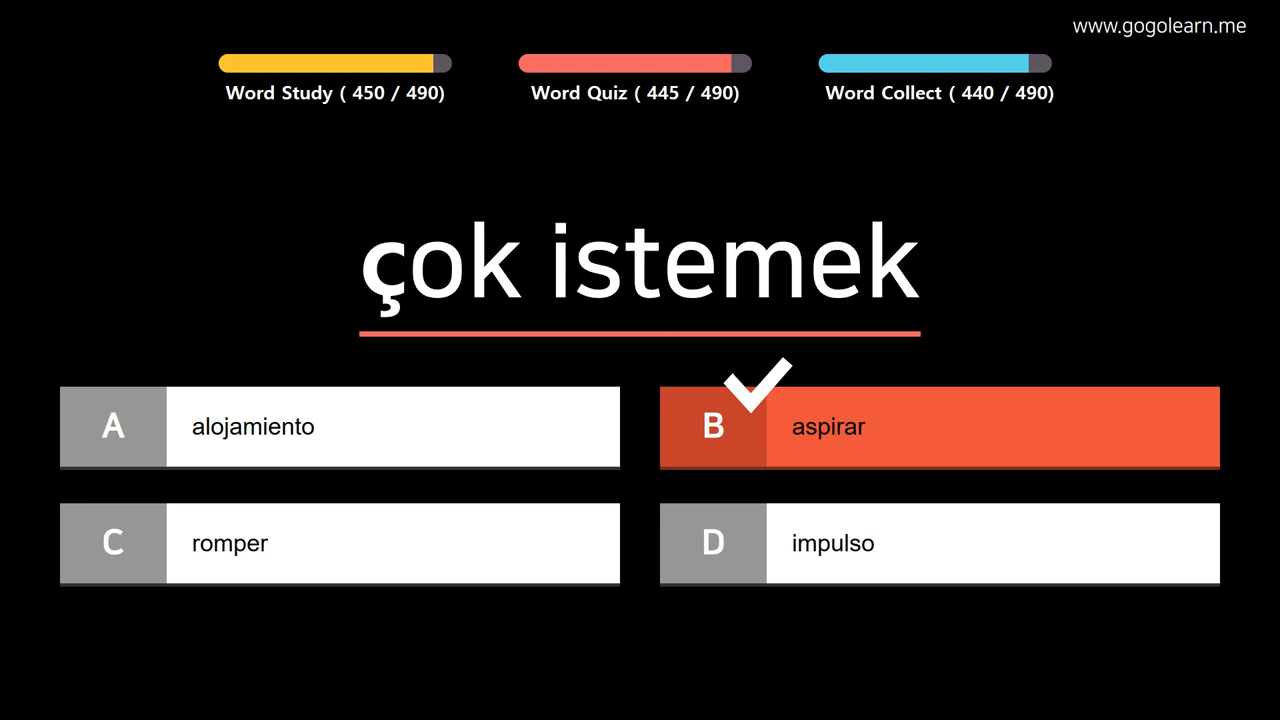 www.gogolearn.me
Word Study ( 450 / 490)
Word Quiz ( 445 / 490)
Word Collect ( 440 / 490)
çok istemek
A alojamiento
B aspirar
C romper
D impulso